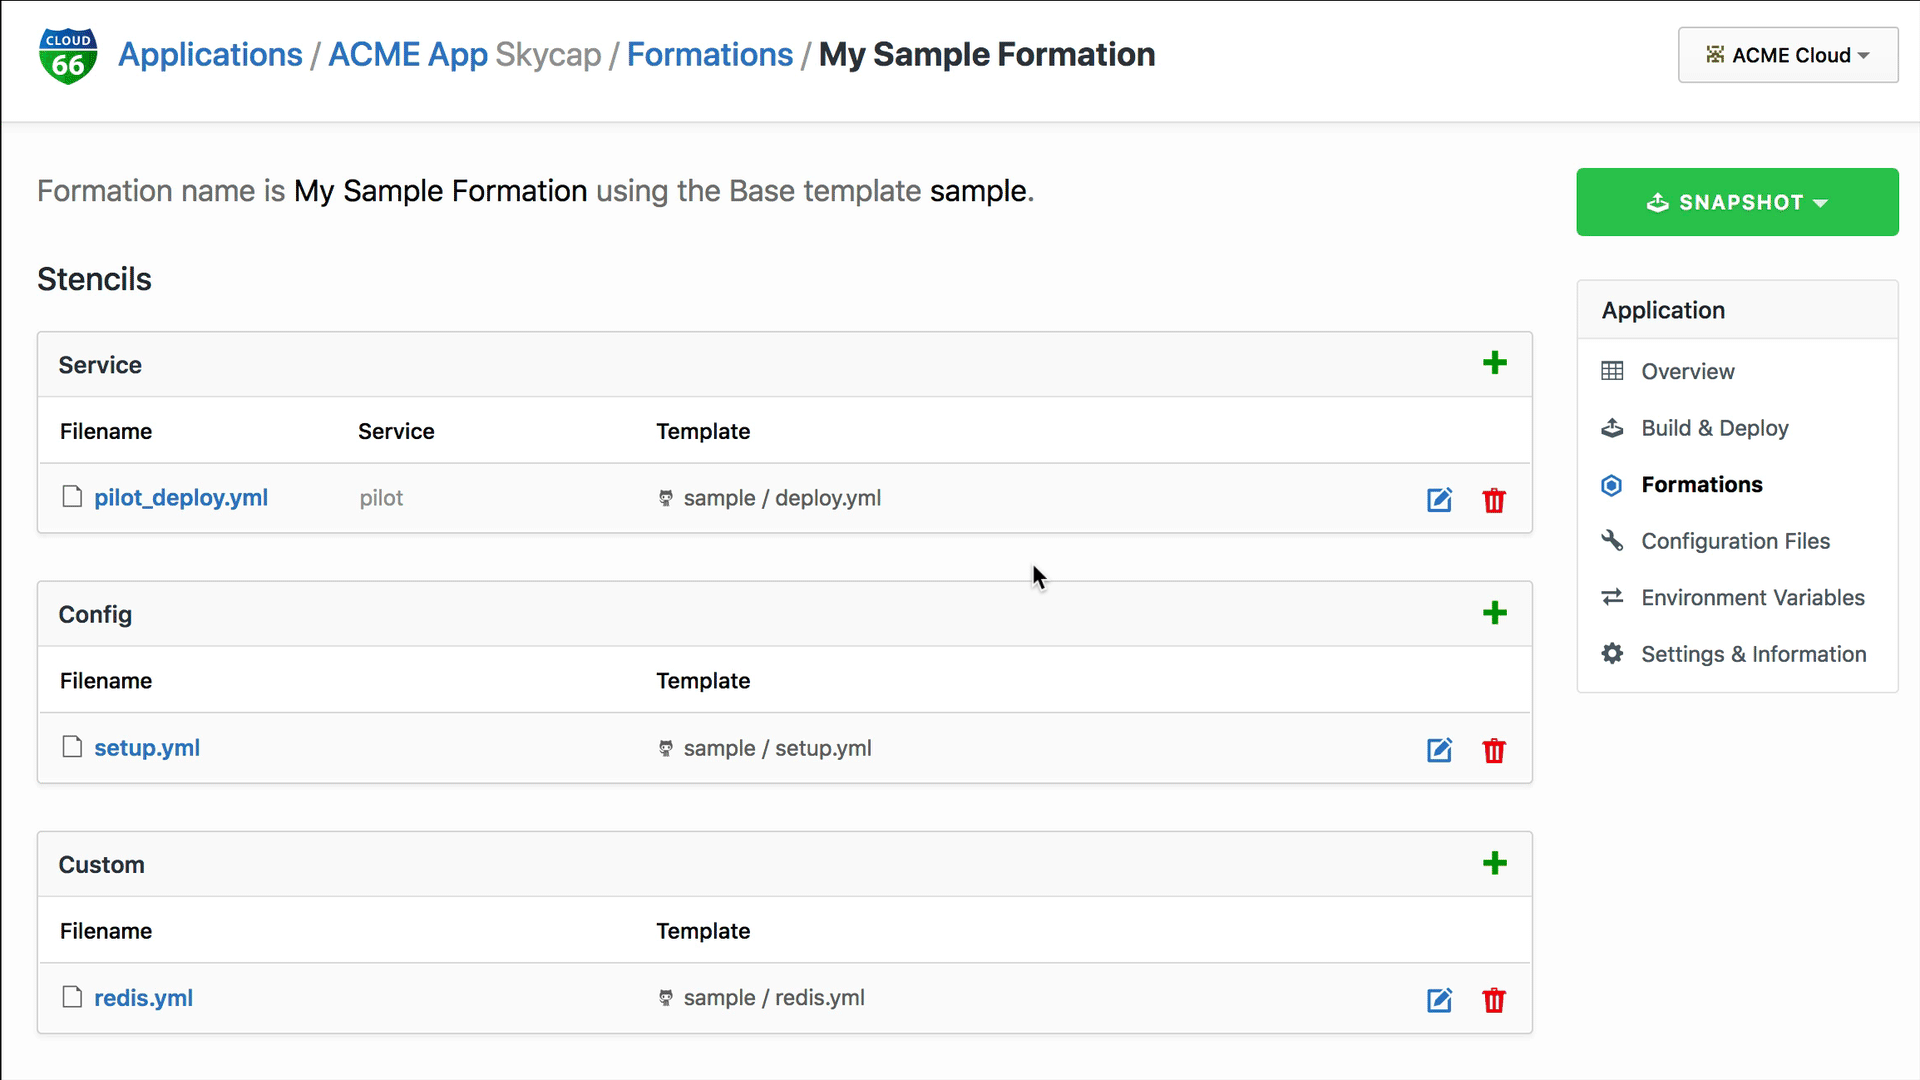 CLOUD
66
Applications / ACME App Skycap / Formations / My Sample Formation
ACME Cloud
Formation name is My Sample Formation using the Base template sample.
SNAPSHOT
Stencils
Service
Filename Service Template
pilot_deploy.yml pilot sample / deploy.yml
Config
Filename Template
setup.yml sample / setup.yml
Custom
Filename Template
redis.yml sample / redis.yml
Application
Overview
Build & Deploy
Formations
Configuration Files
Environment Variables
Settings & Information